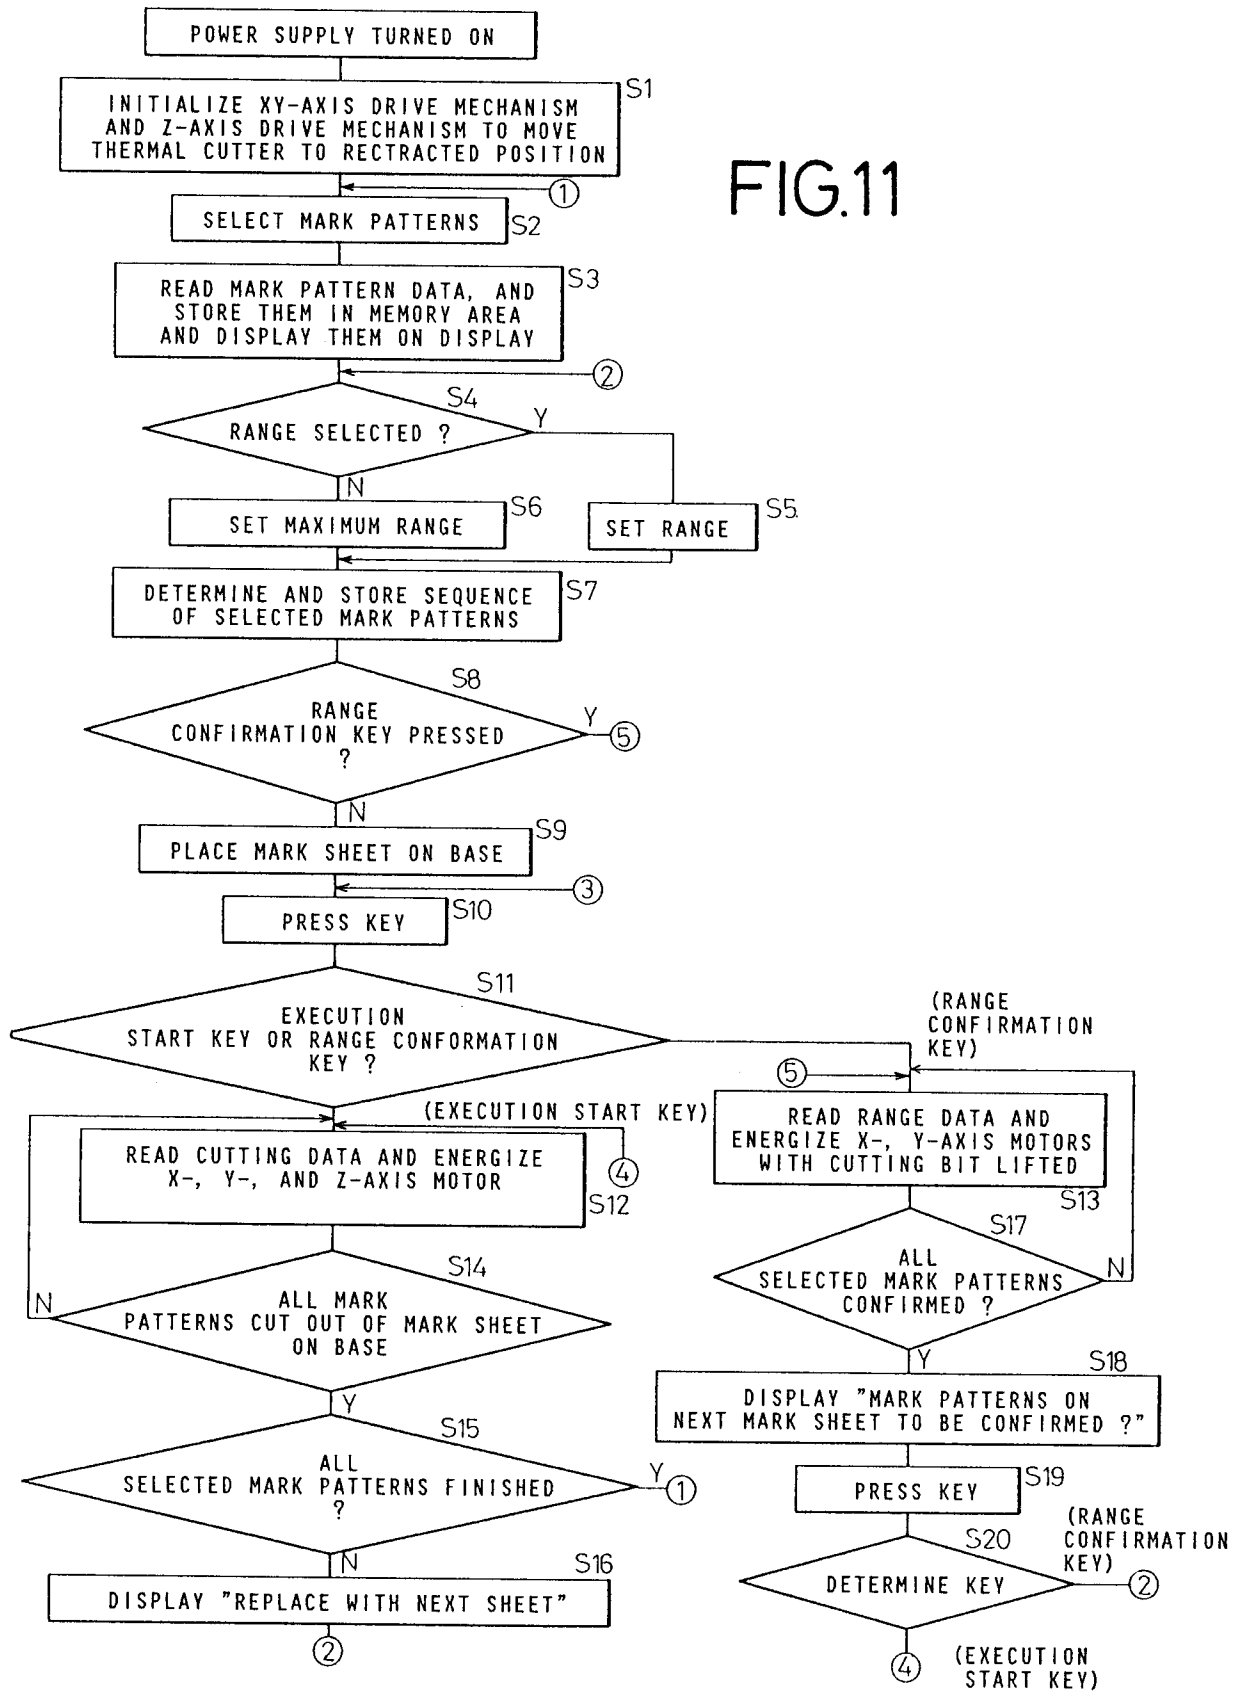 POWER SUPPLY TURNED ON
S1
INITIALIZE XY-AXIS DRIVE MECHANISM
AND Z-AXIS DRIVE MECHANISM TO MOVE
THERMAL CUTTER TO RECTRACTED POSITION
FIG.11
①
SELECT MARK PATTERNS
S2
S3
READ MARK PATTERN DATA, AND
STORE THEM IN MEMORY AREA
AND DISPLAY THEM ON DISPLAY
②
S4
RANGE SELECTED ?
Y
N
S6
SET MAXIMUM RANGE
S5
SET RANGE
S7
DETERMINE AND STORE SEQUENCE
OF SELECTED MARK PATTERNS
S8
RANGE
CONFIRMATION KEY PRESSED
?
Y
⑤
N
S9
PLACE MARK SHEET ON BASE
③
S10
PRESS KEY
S11
EXECUTION
START KEY OR RANGE CONFORMATION
KEY ?
(RANGE
CONFIRMATION
KEY)
⑤
(EXECUTION START KEY)
④
READ CUTTING DATA AND ENERGIZE
X-, Y-, AND Z-AXIS MOTOR
S12
READ RANGE DATA AND
ENERGIZE X-, Y-AXIS MOTORS
WITH CUTTING BIT LIFTED
S13
S14
ALL MARK
PATTERNS CUT OUT OF MARK SHEET
ON BASE
N
Y
S17
ALL
SELECTED MARK PATTERNS
CONFIRMED ?
N
Y
S15
ALL
SELECTED MARK PATTERNS FINISHED
?
Y
①
N
S18
DISPLAY "MARK PATTERNS ON
NEXT MARK SHEET TO BE CONFIRMED ?"
S19
PRESS KEY
S16
DISPLAY "REPLACE WITH NEXT SHEET"
②
S20
DETERMINE KEY
(RANGE
CONFIRMATION
KEY)
②
④
(EXECUTION
START KEY)